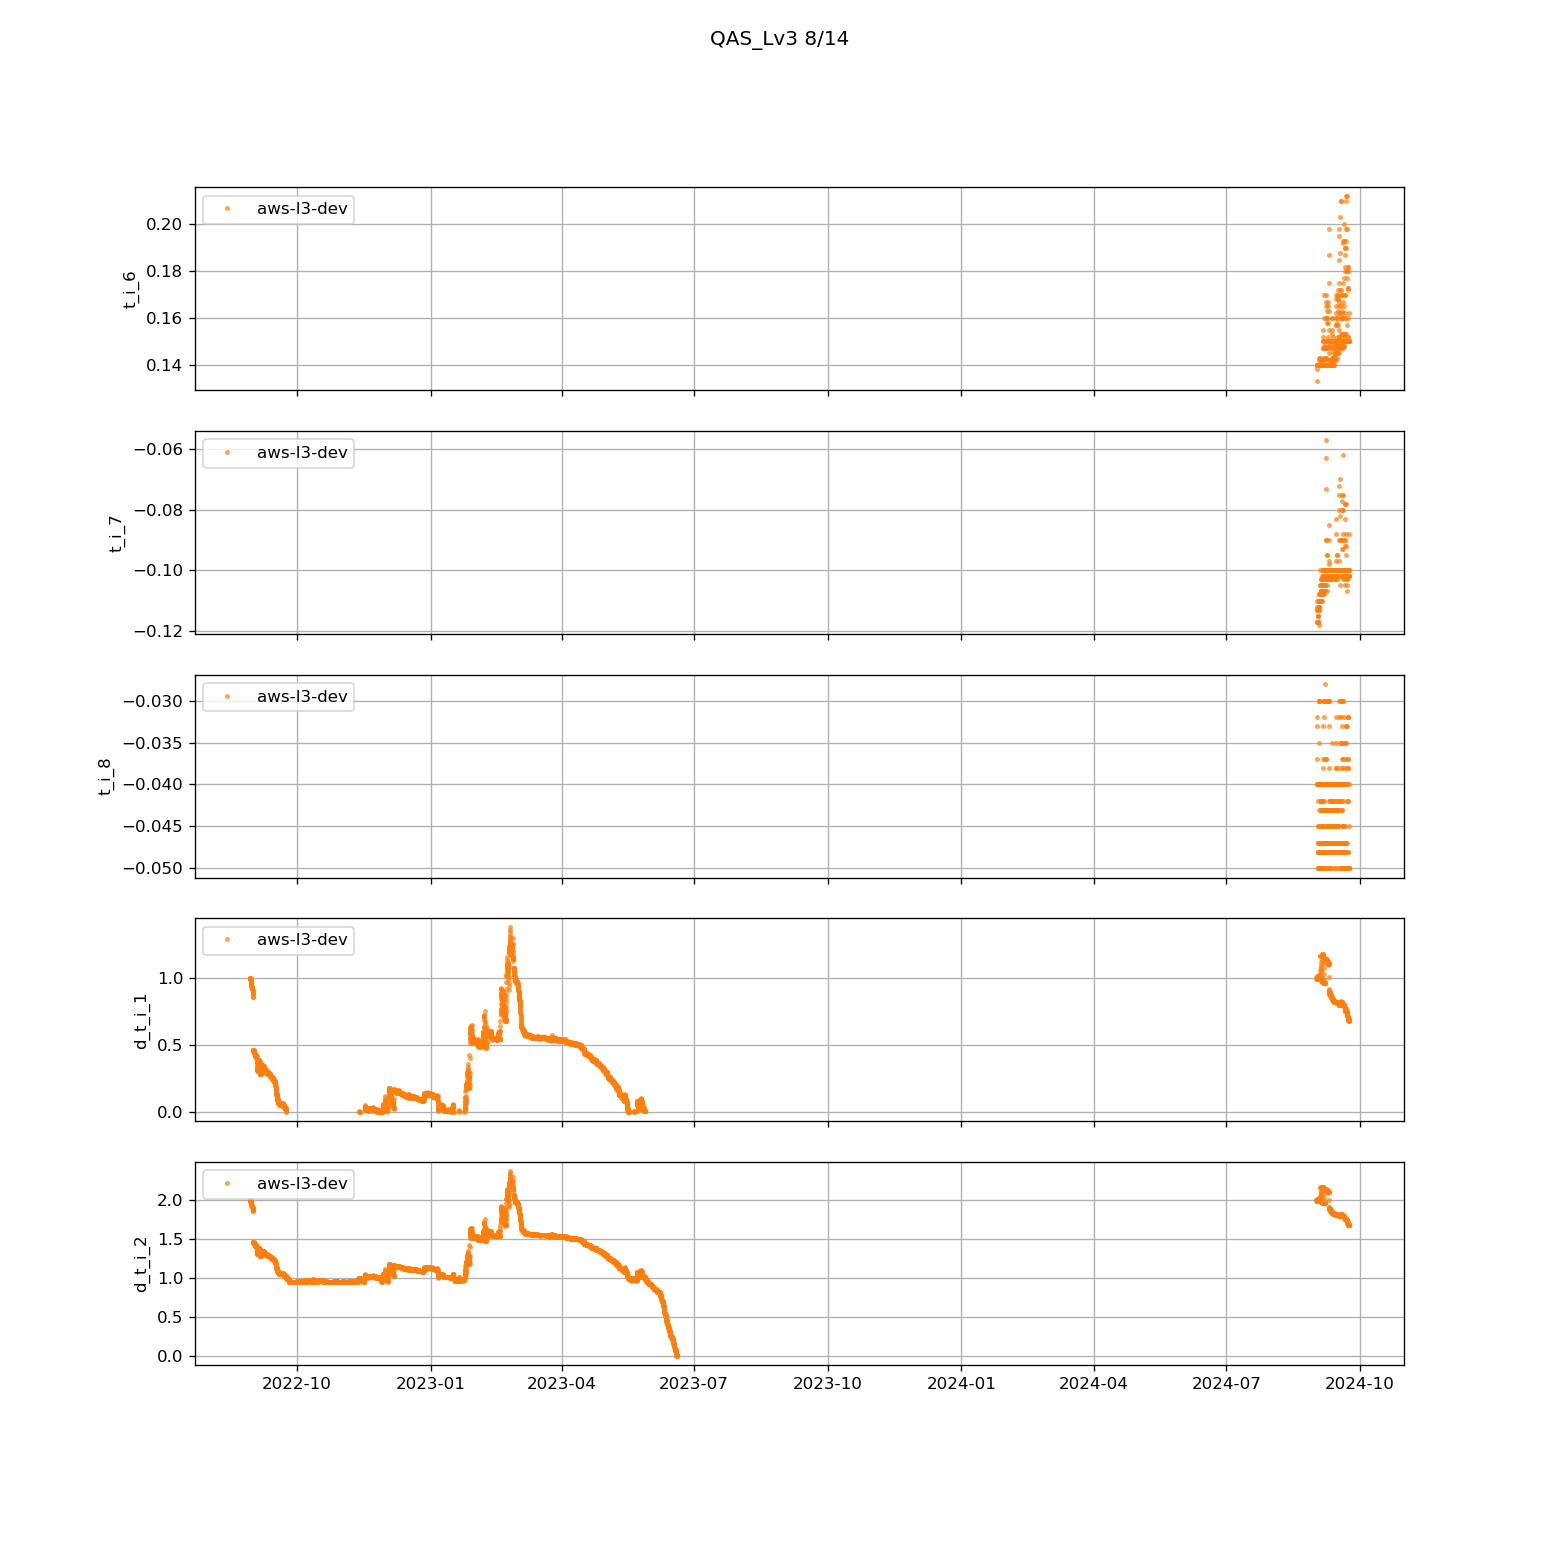 QAS_Lv3 8/14
aws-l3-dev
0.20
0.18
0.16
0.14
t_i_6
aws-l3-dev
−0.06
−0.08
−0.10
−0.12
t_i_7
aws-l3-dev
−0.030
−0.035
−0.040
−0.045
−0.050
t_i_8
aws-l3-dev
1.0
0.5
0.0
d_t_i_1
aws-l3-dev
2.0
1.5
1.0
0.5
0.0
d_t_i_2
2022-10 2023-01 2023-04 2023-07 2023-10 2024-01 2024-04 2024-07 2024-10